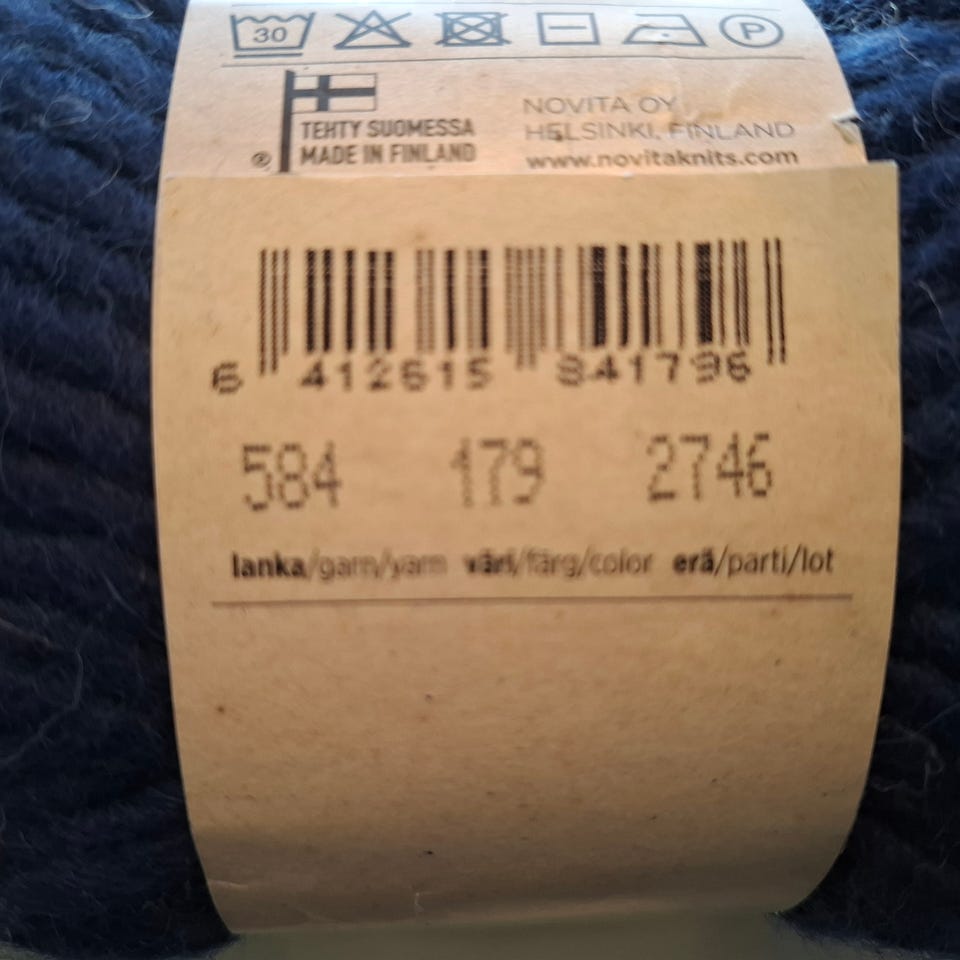 30
P
TEHTY SUOMESSA
MADE IN FINLAND
®
NOVITA OY
HELSINKI, FINLAND
www.novitaknits.com
6 412615 841796
584 179 2746
lanka/garn/yarn väri/färg/color erä/parti/lot